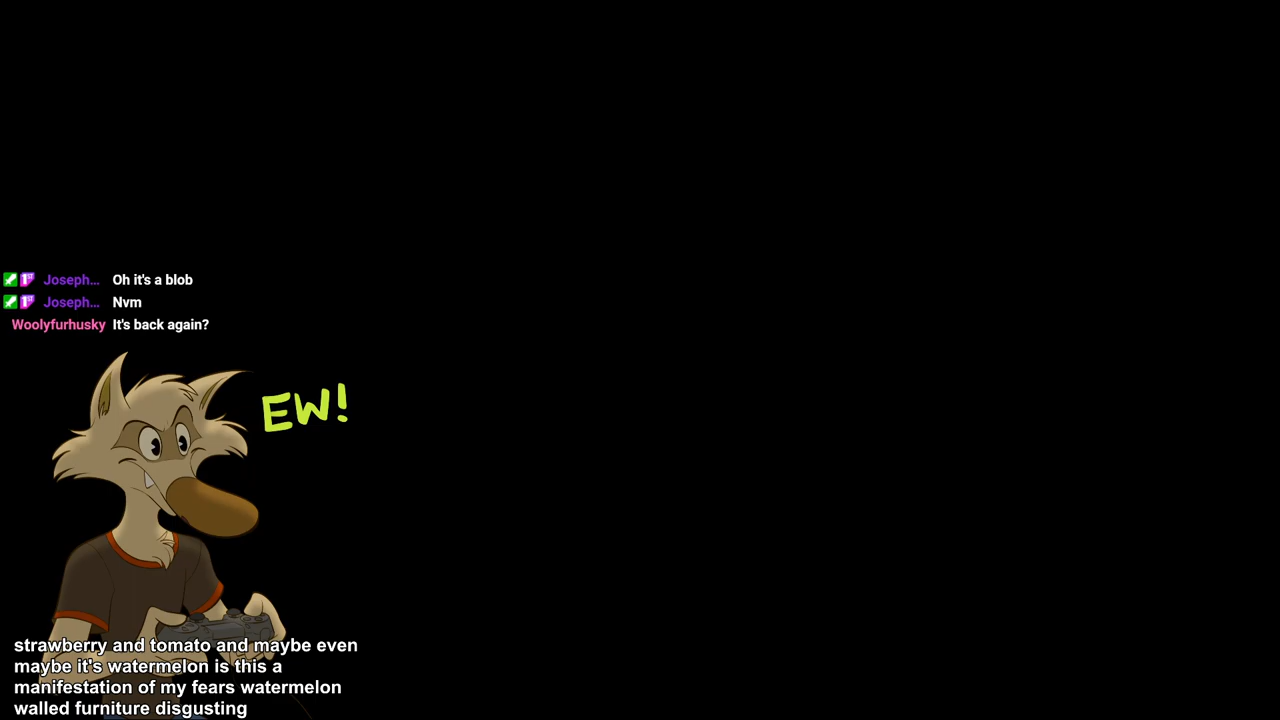 Joseph... Oh it's a blob
Joseph... Nvm
Woolyfurhusky It's back again?
EW!
strawberry and tomato and maybe even
maybe it's watermelon is this a
manifestation of my fears watermelon
walled furniture disgusting